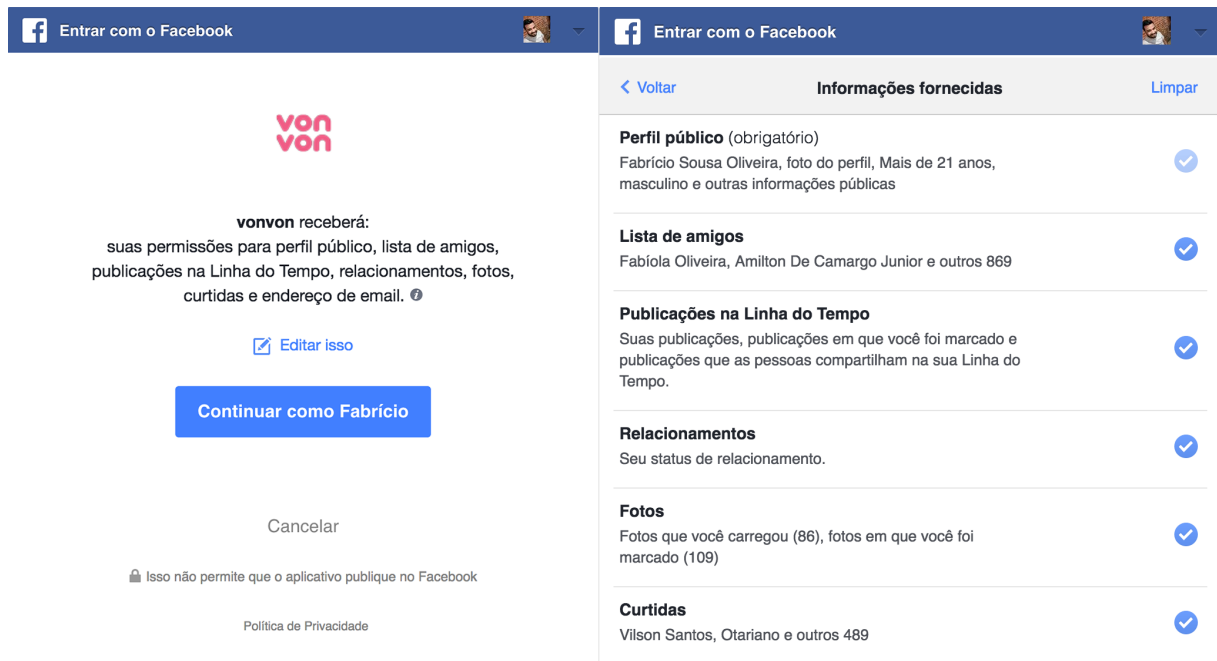 Entrar com o Facebook
von
von
vonvon receberá:
suas permissões para perfil público, lista de amigos,
publicações na Linha do Tempo, relacionamentos, fotos,
curtidas e endereço de email.
Editar isso
Continuar como Fabrício
Cancelar
Isso não permite que o aplicativo publique no Facebook
Política de Privacidade
Entrar com o Facebook
Voltar
Informações fornecidas
Limpar
Perfil público (obrigatório)
Fabrício Sousa Oliveira, foto do perfil, Mais de 21 anos,
masculino e outras informações públicas
Lista de amigos
Fabíola Oliveira, Amilton De Camargo Junior e outros 869
Publicações na Linha do Tempo
Suas publicações, publicações em que você foi marcado e
publicações que as pessoas compartilham na sua Linha do
Tempo.
Relacionamentos
Seu status de relacionamento.
Fotos
Fotos que você carregou (86), fotos em que você foi
marcado (109)
Curtidas
Vilson Santos, Otariano e outros 489